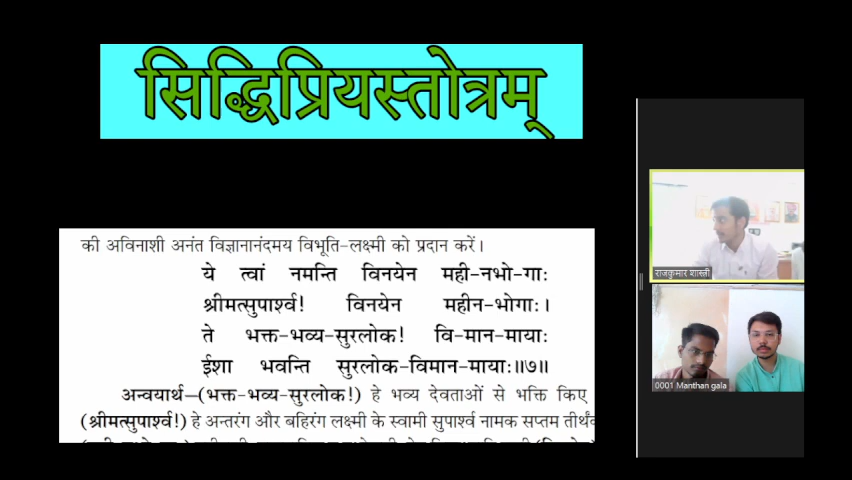 सिद्धिप्रियस्तोत्रम्
की अविनाशी अनंत विज्ञानानंदमय विभूति-लक्ष्मी को प्रदान करें।
ये त्वां नमन्ति विनयेन मही-नभो-गाः
श्रीमत्सुपार्श्व! विनयेन महीन-भोगाः।
ते भक्त-भव्य-सुरलोक! वि-मान-मायाः
ईशा भवन्ति सुरलोक-विमान-मायाः॥७॥
अन्वयार्थ–(भक्त-भव्य-सुरलोक!) हे भव्य देवताओं से भक्ति किए
(श्रीमत्सुपार्श्व!) हे अन्तरंग और बहिरंग लक्ष्मी के स्वामी सुपार्श्व नामक सप्तम
राजकुमार शास्त्री
0001 Manthan gala